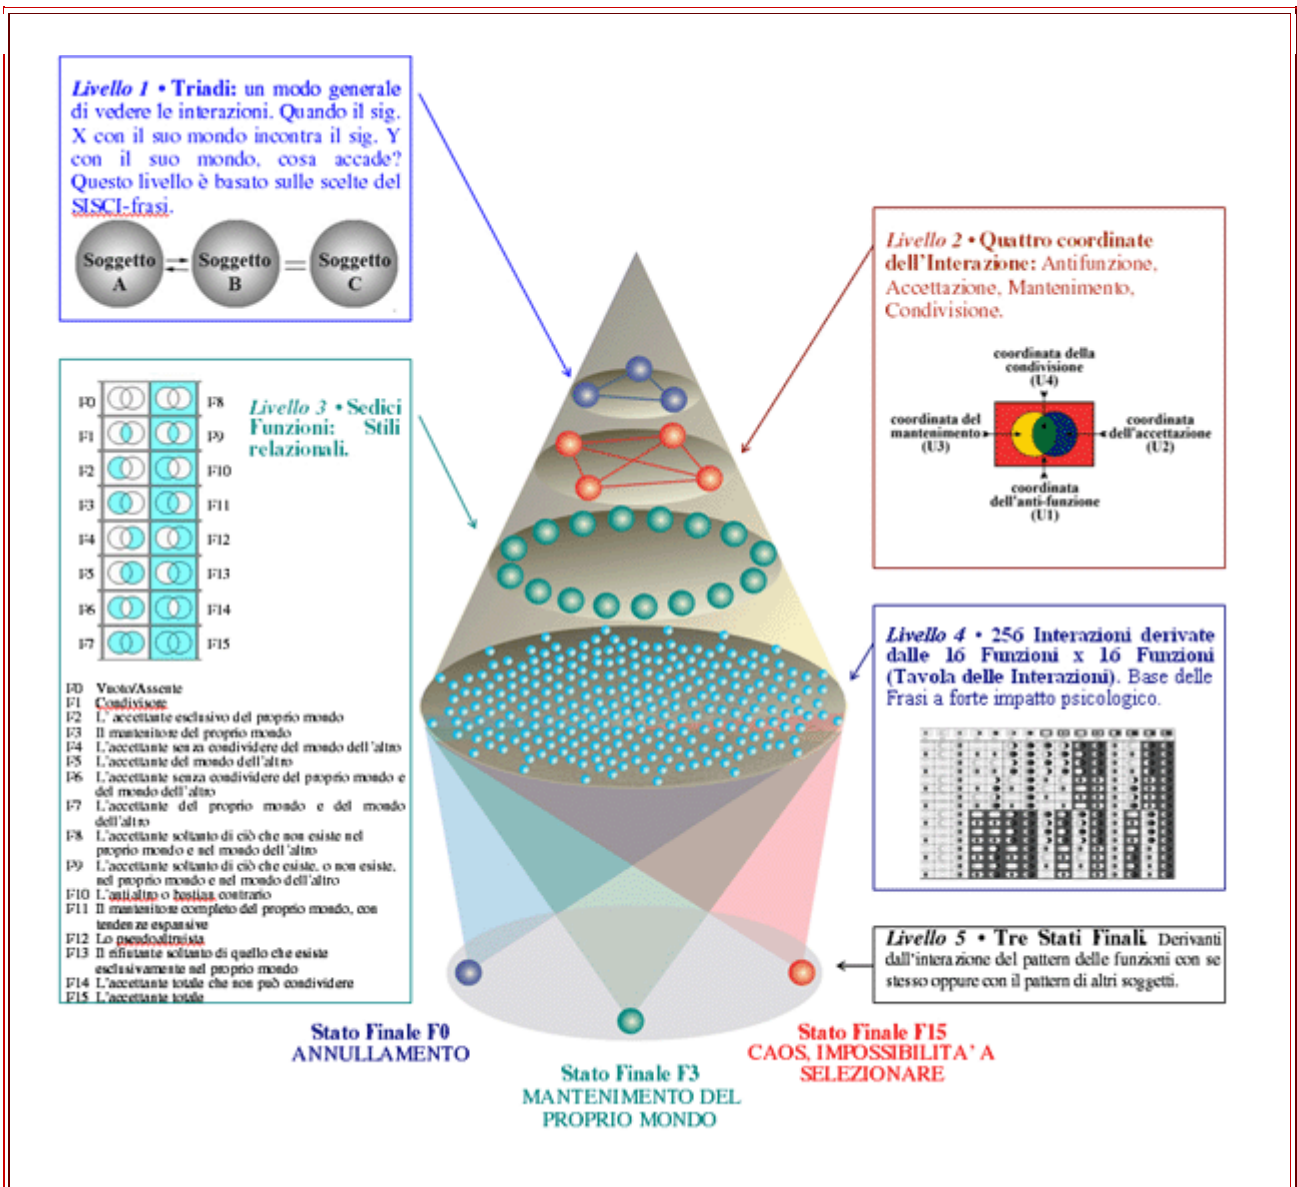 Livello 1 • Triadi: un modo generale
di vedere le interazioni. Quando il sig.
X con il suo mondo incontra il sig. Y
con il suo mondo, cosa accade?
Questo livello è basato sulle scelte del
SISCI-frasi.
Soggetto A
Soggetto B
Soggetto C
Livello 2 • Quattro coordinate
dell'Interazione: Antifunzione,
Accettazione, Mantenimento,
Condivisione.
coordinata della
condivisione
(U4)
coordinata del
mantenimento
(U3)
coordinata
dell'accettazione
(U2)
coordinata
dell'anti-funzione
(U1)
Livello 3 • Sedici
Funzioni: Stili
relazionali.
F0 F8
F1 F9
F2 F10
F3 F11
F4 F12
F5 F13
F6 F14
F7 F15
F0 Vuoto/Assente
F1 Condivisore
F2 L' accettante esclusivo del proprio mondo
F3 Il mantenitore del proprio mondo
F4 L'accettante senza condividere del mondo dell'altro
F5 L'accettante del mondo dell'altro
F6 L'accettante senza condividere del proprio mondo e
del mondo dell'altro
F7 L'accettante del proprio mondo e del mondo
dell'altro
F8 L'accettante soltanto di ciò che non esiste nel
proprio mondo e nel mondo dell'altro
F9 L'accettante soltanto di ciò che esiste, o non esiste,
nel proprio mondo e nel mondo dell'altro
F10 L'antialtro o bastian contrario
F11 Il mantenitore completo del proprio mondo, con
tendenze espansive
F12 Lo pseudoaltruista
F13 Il rifiutante soltanto di quello che esiste
esclusivamente nel proprio mondo
F14 L'accettante totale che non può condividere
F15 L'accettante totale
Livello 4 • 256 Interazioni derivate
dalle 16 Funzioni x 16 Funzioni
(Tavola delle Interazioni). Base delle
Frasi a forte impatto psicologico.
Livello 5 • Tre Stati Finali. Derivanti
dall'interazione del pattern delle funzioni con se
stesso oppure con il pattern di altri soggetti.
Stato Finale F0
ANNULLAMENTO
Stato Finale F3
MANTENIMENTO DEL
PROPRIO MONDO
Stato Finale F15
CAOS, IMPOSSIBILITA' A
SELEZIONARE